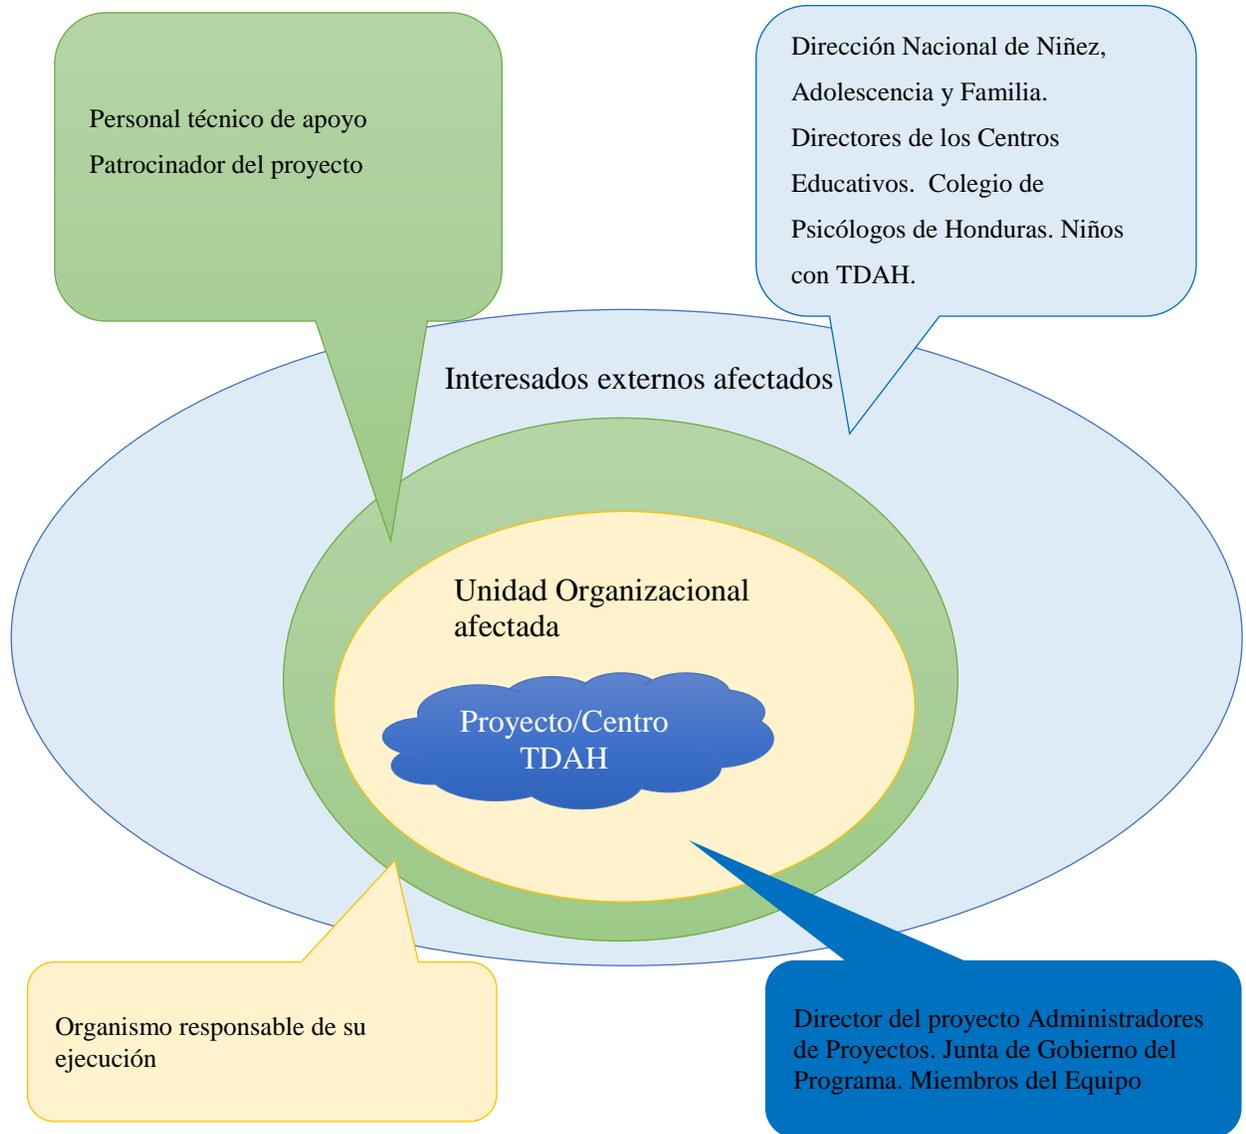 Personal técnico de apoyo
Patrocinador del proyecto
Dirección Nacional de Niñez,
Adolescencia y Familia.
Directores de los Centros
Educativos.  Colegio de
Psicólogos de Honduras. Niños
con TDAH.
Interesados externos afectados
Unidad Organizacional
afectada
Proyecto/Centro
TDAH
Organismo responsable de su
ejecución
Director del proyecto Administradores
de Proyectos. Junta de Gobierno del
Programa. Miembros del Equipo